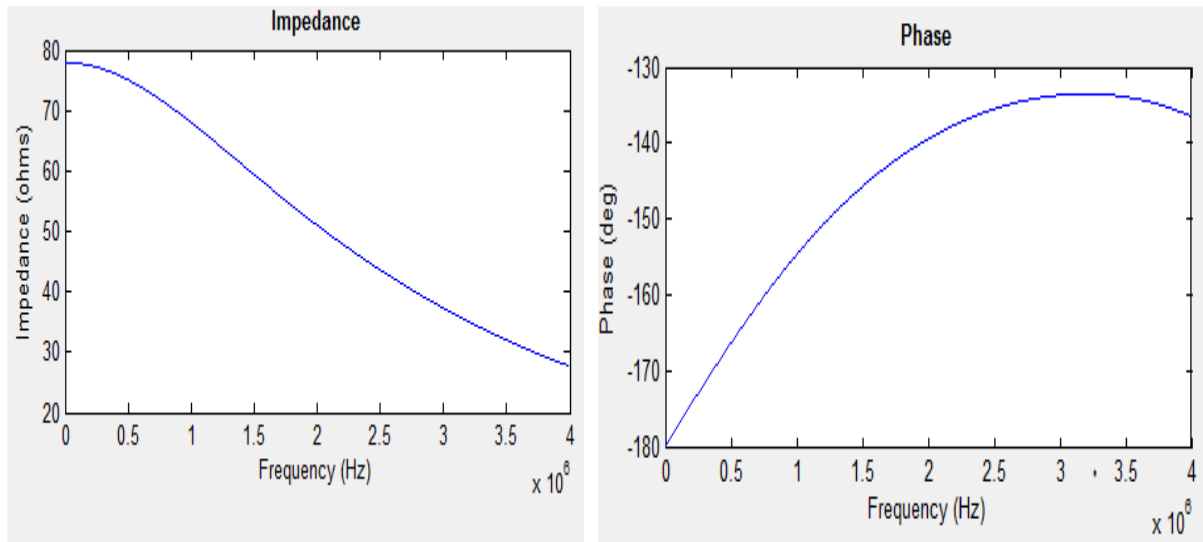 Impedance
Impedance (ohms)
80
70
60
50
40
30
20
0 0.5 1 1.5 2 2.5 3 3.5 4
Frequency (Hz)
x 10^6
Phase
Phase (deg)
-130
-140
-150
-160
-170
-180
0 0.5 1 1.5 2 2.5 3 3.5 4
Frequency (Hz)
x 10^6